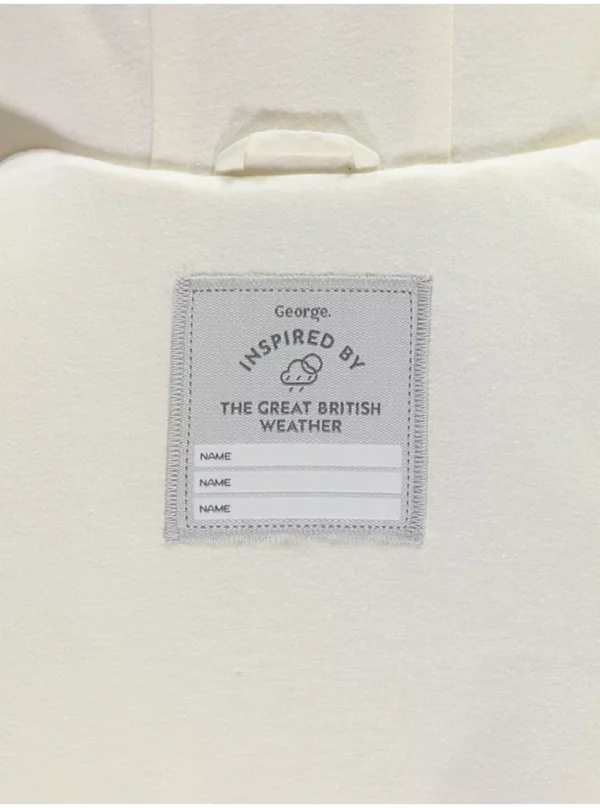 George.
INSPIRED BY
THE GREAT BRITISH
WEATHER
NAME
NAME
NAME